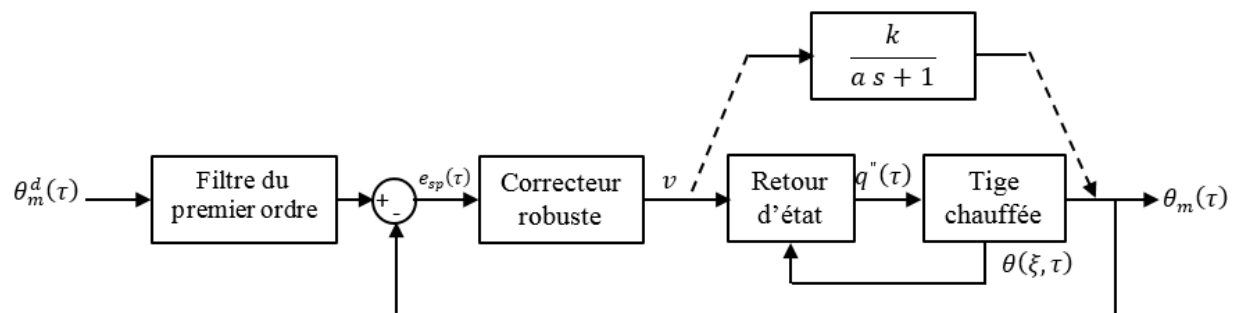 k
a s + 1
θ_m^d(τ)
Filtre du
premier ordre
+
-
e_sp(τ)
Correcteur
robuste
v
Retour
d’état
q"(τ)
Tige
chauffée
θ_m(τ)
θ(ξ, τ)